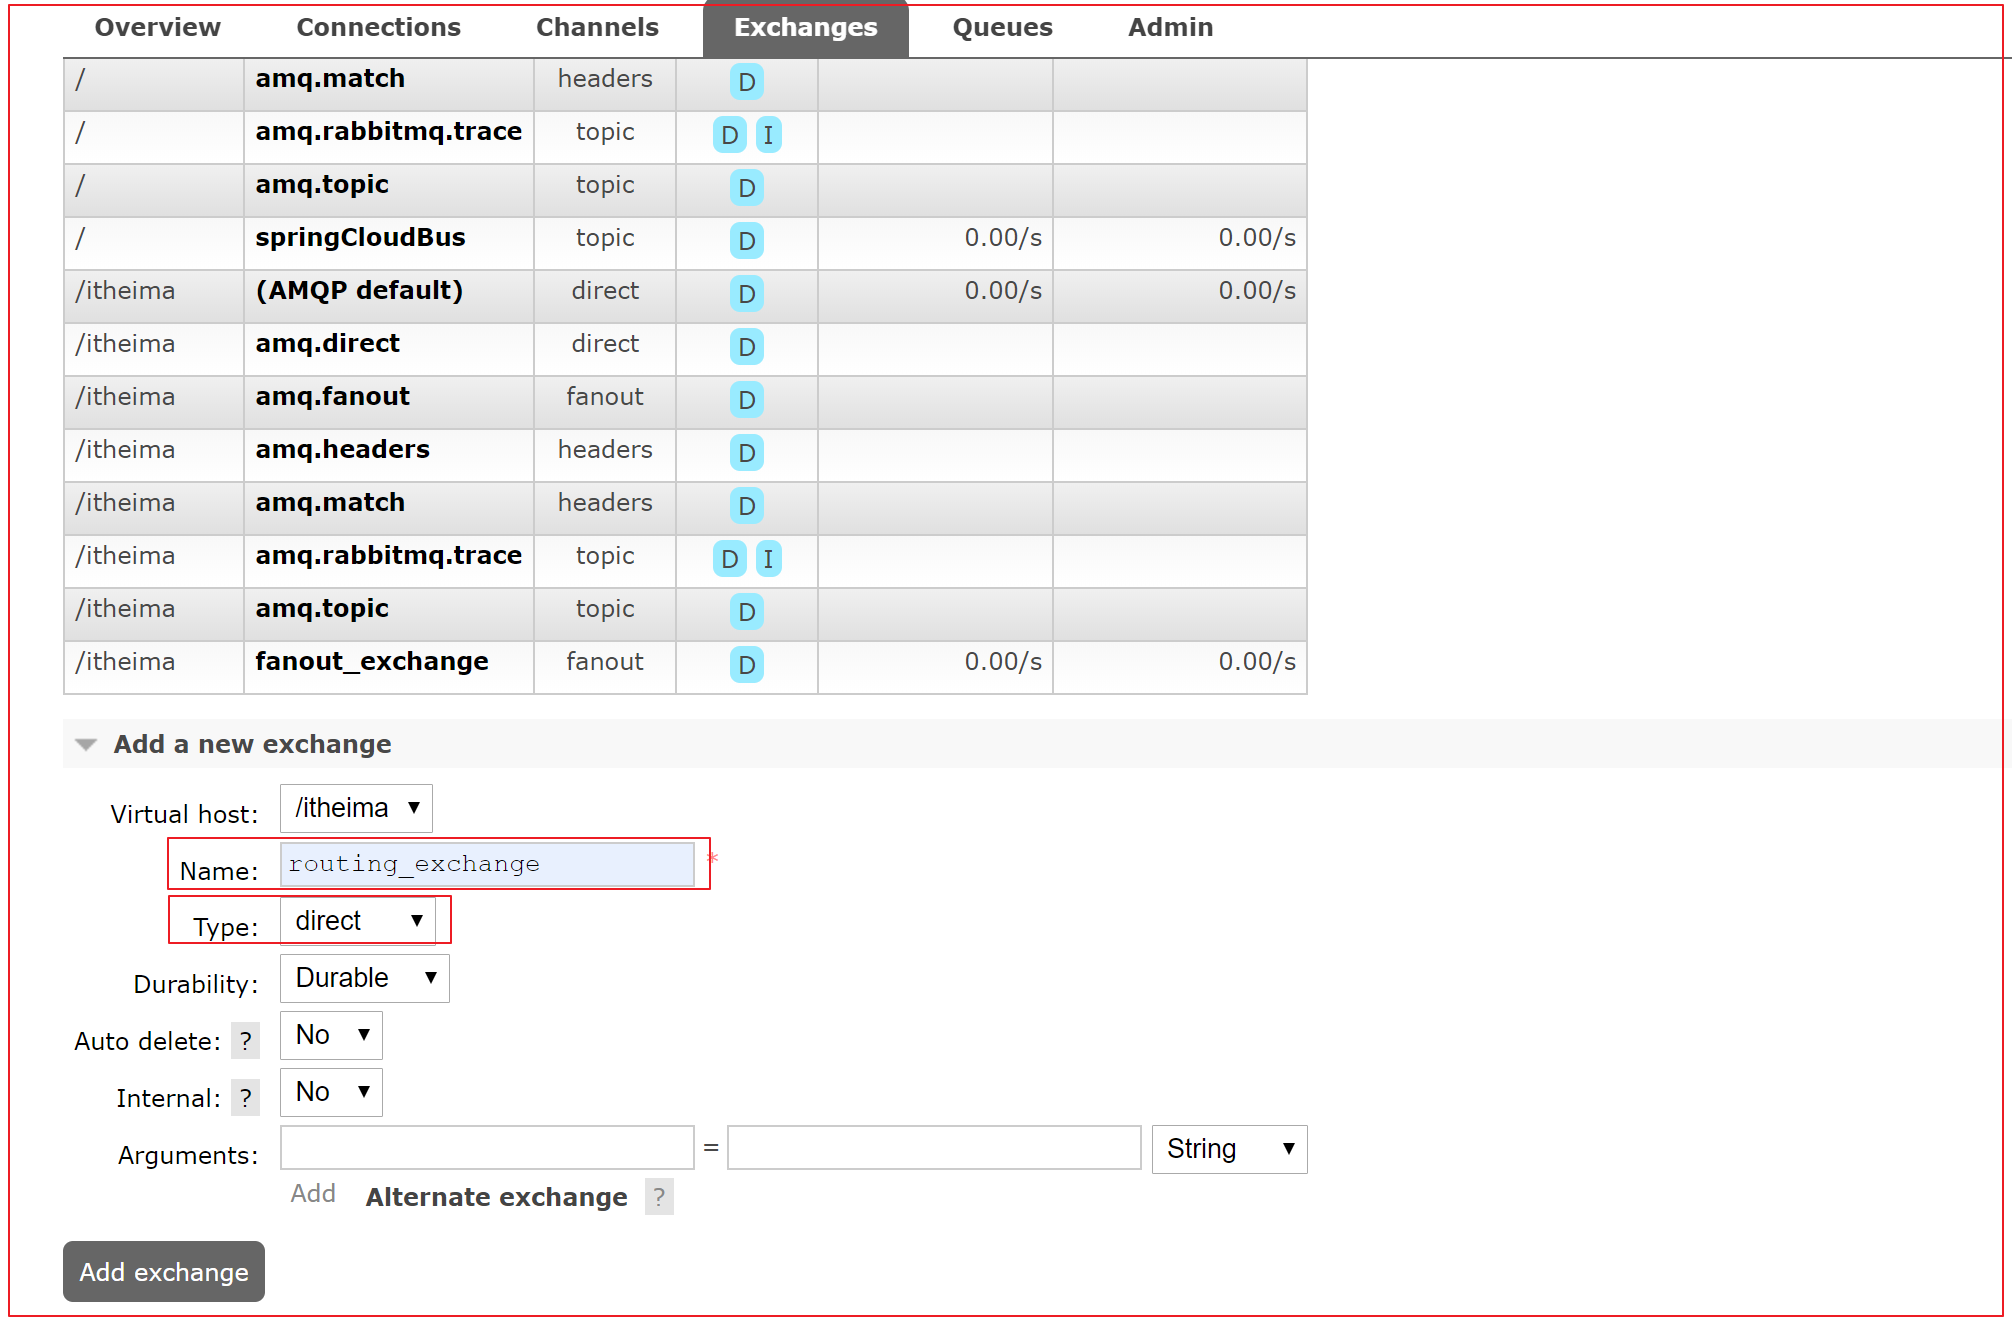 Overview Connections Channels Exchanges Queues Admin
/ amq.match headers D
/ amq.rabbitmq.trace topic D I
/ amq.topic topic D
/ springCloudBus topic D 0.00/s 0.00/s
/itheima (AMQP default) direct D 0.00/s 0.00/s
/itheima amq.direct direct D
/itheima amq.fanout fanout D
/itheima amq.headers headers D
/itheima amq.match headers D
/itheima amq.rabbitmq.trace topic D I
/itheima amq.topic topic D
/itheima fanout_exchange fanout D 0.00/s 0.00/s
Add a new exchange
Virtual host: /itheima
Name: routing_exchange *
Type: direct
Durability: Durable
Auto delete: ? No
Internal: ? No
Arguments: = String
Add Alternate exchange ?
Add exchange